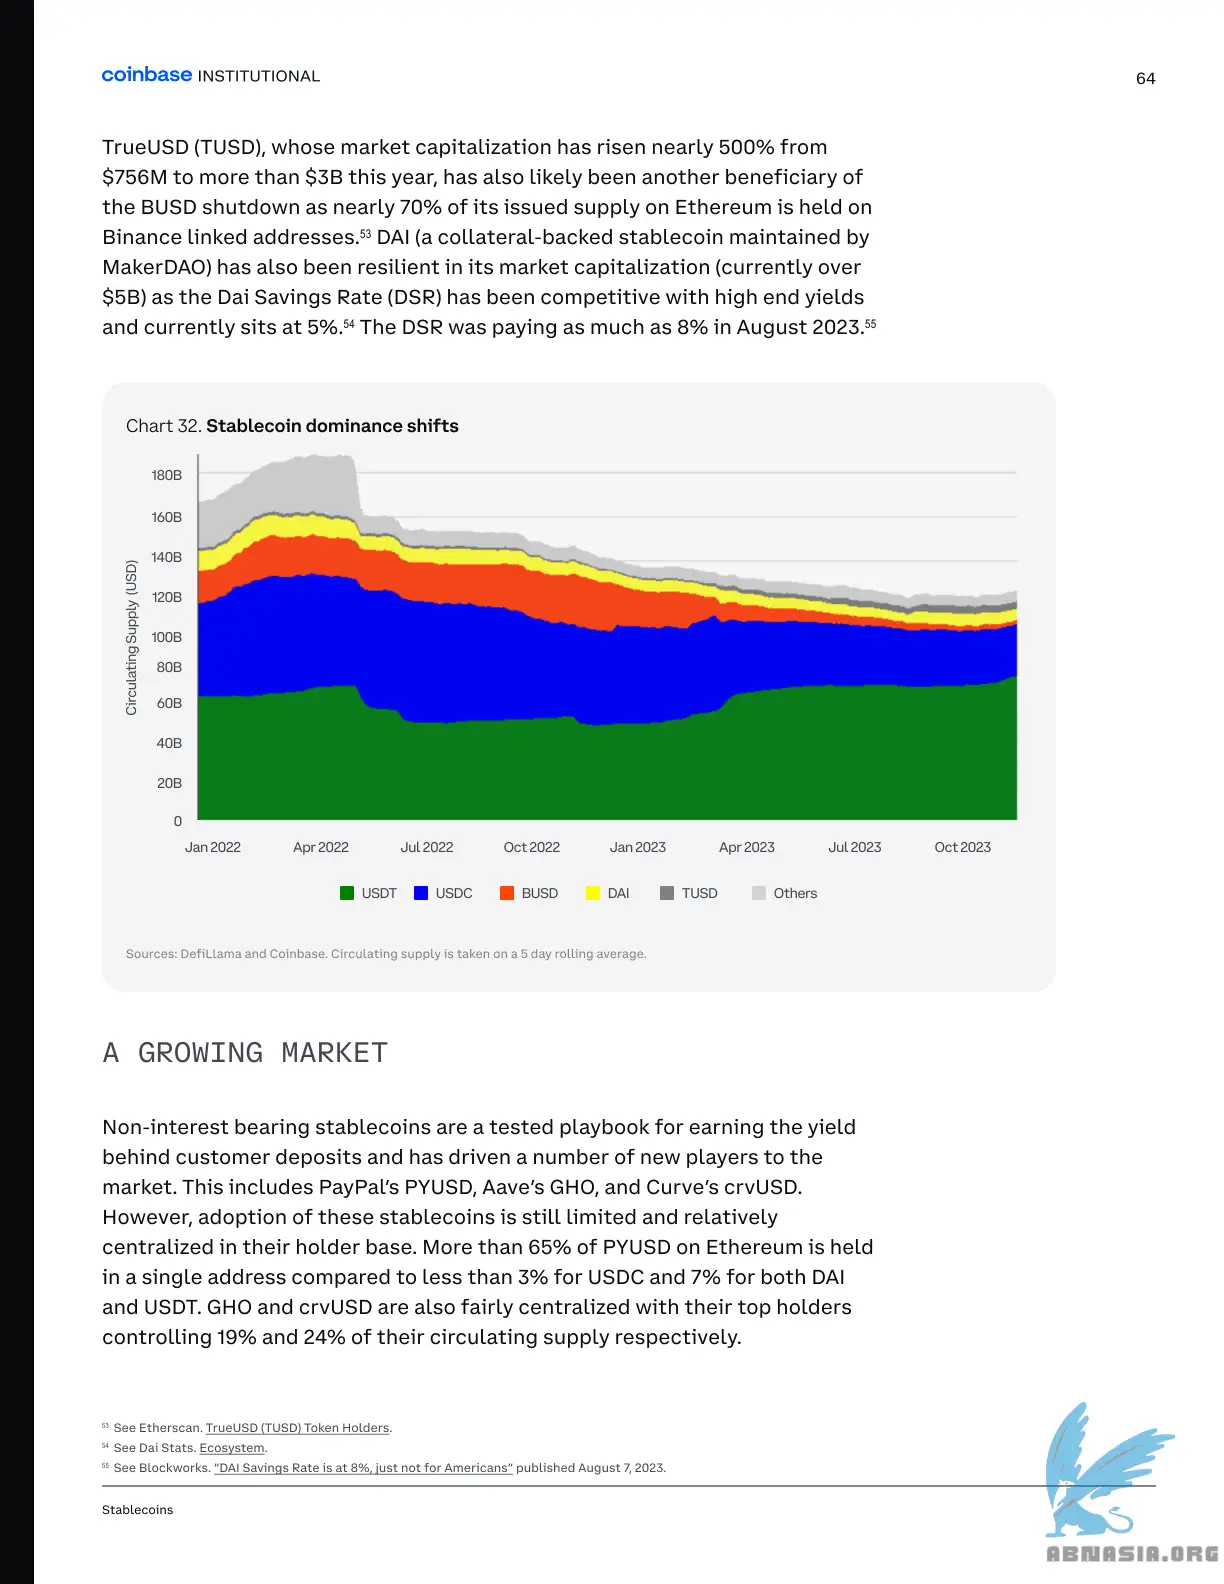 coinbase INSTITUTIONAL
64
TrueUSD (TUSD), whose market capitalization has risen nearly 500% from
$756M to more than $3B this year, has also likely been another beneficiary of
the BUSD shutdown as nearly 70% of its issued supply on Ethereum is held on
Binance linked addresses.53 DAI (a collateral-backed stablecoin maintained by
MakerDAO) has also been resilient in its market capitalization (currently over
$5B) as the Dai Savings Rate (DSR) has been competitive with high end yields
and currently sits at 5%.54 The DSR was paying as much as 8% in August 2023.55
Chart 32. Stablecoin dominance shifts
Circulating Supply (USD)
180B
160B
140B
120B
100B
80B
60B
40B
20B
0
Jan 2022 Apr 2022 Jul 2022 Oct 2022 Jan 2023 Apr 2023 Jul 2023 Oct 2023
USDT USDC BUSD DAI TUSD Others
Sources: DefiLlama and Coinbase. Circulating supply is taken on a 5 day rolling average.
A GROWING MARKET
Non-interest bearing stablecoins are a tested playbook for earning the yield
behind customer deposits and has driven a number of new players to the
market. This includes PayPal’s PYUSD, Aave’s GHO, and Curve’s crvUSD.
However, adoption of these stablecoins is still limited and relatively
centralized in their holder base. More than 65% of PYUSD on Ethereum is held
in a single address compared to less than 3% for USDC and 7% for both DAI
and USDT. GHO and crvUSD are also fairly centralized with their top holders
controlling 19% and 24% of their circulating supply respectively.
53 See Etherscan. TrueUSD (TUSD) Token Holders.
54 See Dai Stats. Ecosystem.
55 See Blockworks. “DAI Savings Rate is at 8%, just not for Americans” published August 7, 2023.
Stablecoins
ABNASIA.ORG